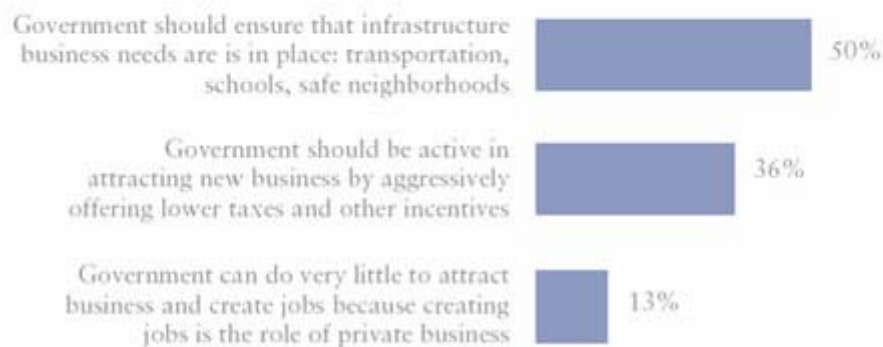 Government should ensure that infrastructure
business needs are is in place: transportation,
schools, safe neighborhoods
50%
Government should be active in
attracting new business by aggressively
offering lower taxes and other incentives
36%
Government can do very little to attract
business and create jobs because creating
jobs is the role of private business
13%